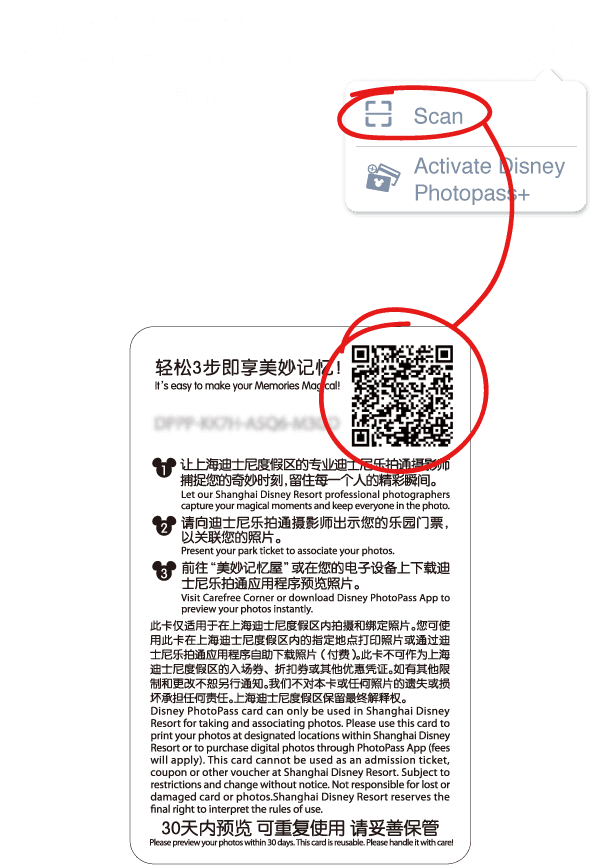 Scan
Activate Disney
Photopass+
轻松3步即享美妙记忆!
It's easy to make your Memories Magical!
1
让上海迪士尼度假区的专业迪士尼乐拍通摄影师
捕捉您的奇妙时刻,留住每一个人的精彩瞬间。
Let our Shanghai Disney Resort professional photographers
capture your magical moments and keep everyone in the photo.
2
请向迪士尼乐拍通摄影师出示您的乐园门票,
以关联您的照片。
Present your park ticket to associate your photos.
3
前往“美妙记忆屋”或在您的电子设备上下载迪
士尼乐拍通应用程序预览照片。
Visit Carefree Corner or download Disney PhotoPass App to
preview your photos instantly.
此卡仅适用于在上海迪士尼度假区内拍摄和绑定照片。您可使
用此卡在上海迪士尼度假区内的指定地点打印照片或通过迪
士尼乐拍通应用程序自助下载照片(付费)。此卡不可作为上海
迪士尼度假区的入场券、折扣券或其他优惠凭证。如有其他限
制和更改不恕另行通知。我们不对本卡或任何照片的遗失或损
坏承担任何责任。上海迪士尼度假区保留最终解释权。
Disney PhotoPass card can only be used in Shanghai Disney
Resort for taking and associating photos. Please use this card to
print your photos at designated locations within Shanghai Disney
Resort or to purchase digital photos through PhotoPass App (fees
will apply). This card cannot be used as an admission ticket,
coupon or other voucher at Shanghai Disney Resort. Subject to
restrictions and change without notice. Not responsible for lost or
damaged card or photos.Shanghai Disney Resort reserves the
final right to interpret the rules of use.
30天内预览 可重复使用 请妥善保管
Please preview your photos within 30 days. This card is reusable. Please handle it with care!